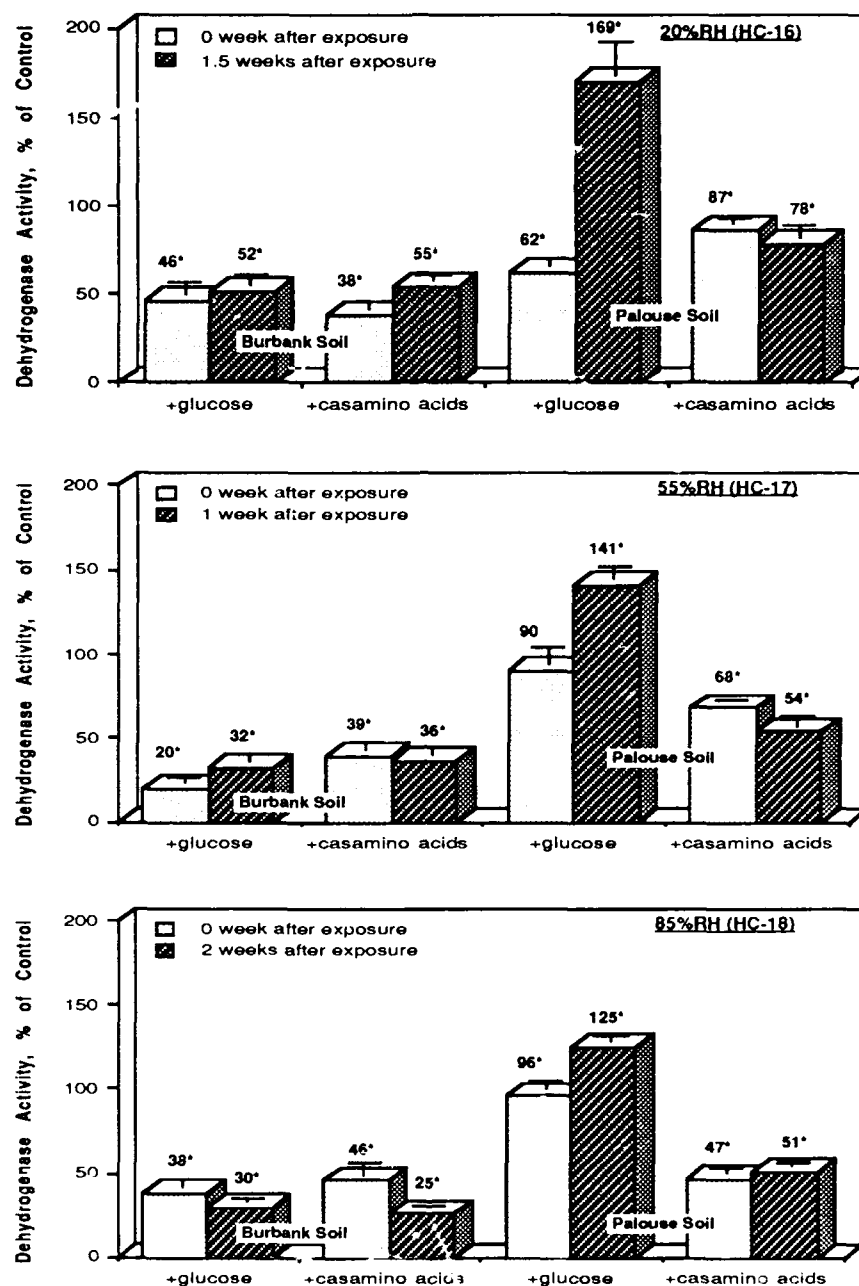 200
150
100
50
0
Dehydrogenase Activity, % of Control
0 week after exposure
1.5 weeks after exposure
20%RH (HC-16)
46*
52*
38*
55*
62*
169*
87*
78*
Burbank Soil
Palouse Soil
+glucose
+casamino acids
+glucose
+casamino acids
200
150
100
50
0
Dehydrogenase Activity, % of Control
0 week after exposure
1 week after exposure
55%RH (HC-17)
20*
32*
39*
36*
90
141*
68*
54*
Burbank Soil
Palouse Soil
+glucose
+casamino acids
+glucose
+casamino acids
200
150
100
50
0
Dehydrogenase Activity, % of Control
0 week after exposure
2 weeks after exposure
85%RH (HC-18)
38*
30*
46*
25*
96*
125*
47*
51*
Burbank Soil
Palouse Soil
+glucose
+casamino acids
+glucose
+casamino acids